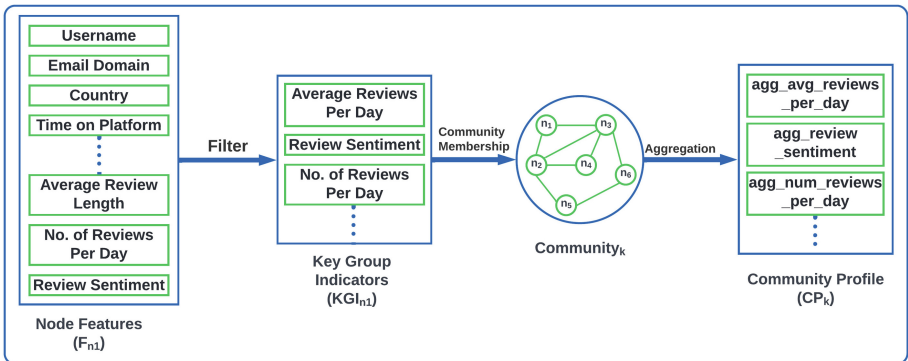 Username
Email Domain
Country
Time on Platform
Average Review
Length
No. of Reviews
Per Day
Review Sentiment
Node Features
(Fn1)
Filter
Average Reviews
Per Day
Review Sentiment
No. of Reviews
Per Day
Key Group
Indicators
(KGIn1)
Community
Membership
n1
n3
n2
n4
n6
n5
Communityk
Aggregation
agg_avg_reviews
_per_day
agg_review
_sentiment
agg_num_reviews
_per_day
Community Profile
(CPk)